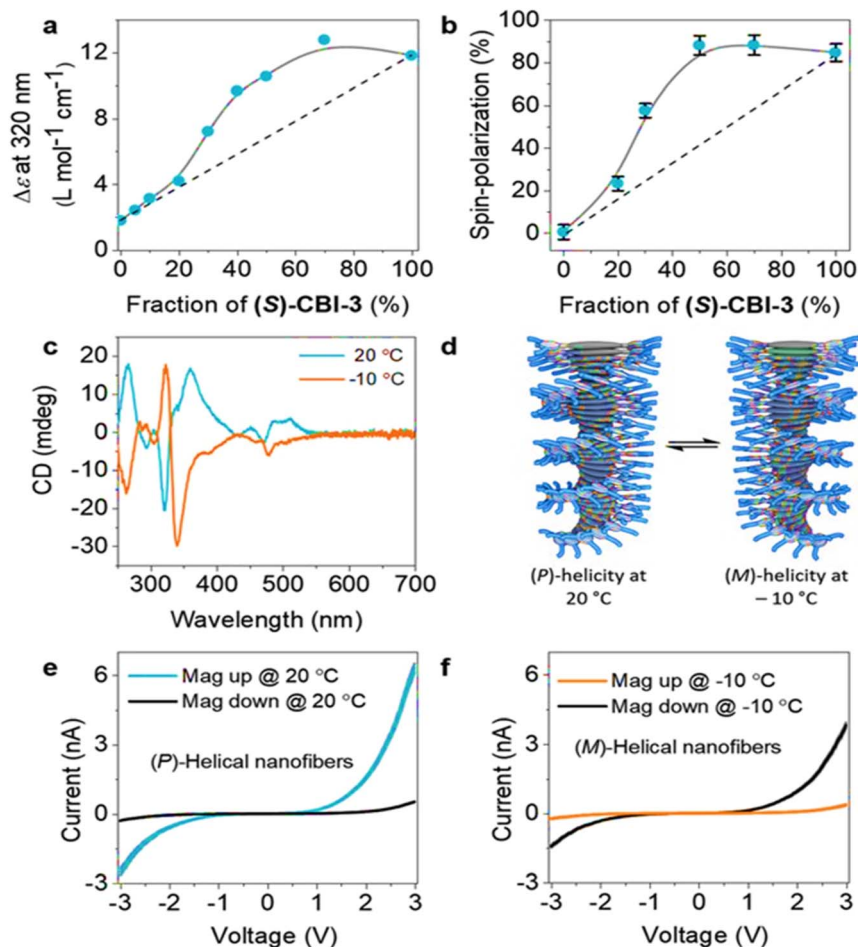 a
12
8
4
0
Δε at 320 nm
(L mol⁻¹ cm⁻¹)
0 20 40 60 80 100
Fraction of (S)-CBI-3 (%)
b
100
80
60
40
20
0
Spin-polarization (%)
0 20 40 60 80 100
Fraction of (S)-CBI-3 (%)
c
20
10
0
-10
-20
-30
CD (mdeg)
20 °C
-10 °C
300 400 500 600 700
Wavelength (nm)
d
(P)-helicity at
20 °C
(M)-helicity at
– 10 °C
e
6
3
0
-3
Current (nA)
Mag up @ 20 °C
Mag down @ 20 °C
(P)-Helical nanofibers
-3 -2 -1 0 1 2 3
Voltage (V)
f
6
3
0
-3
Current (nA)
Mag up @ -10 °C
Mag down @ -10 °C
(M)-Helical nanofibers
-3 -2 -1 0 1 2 3
Voltage (V)